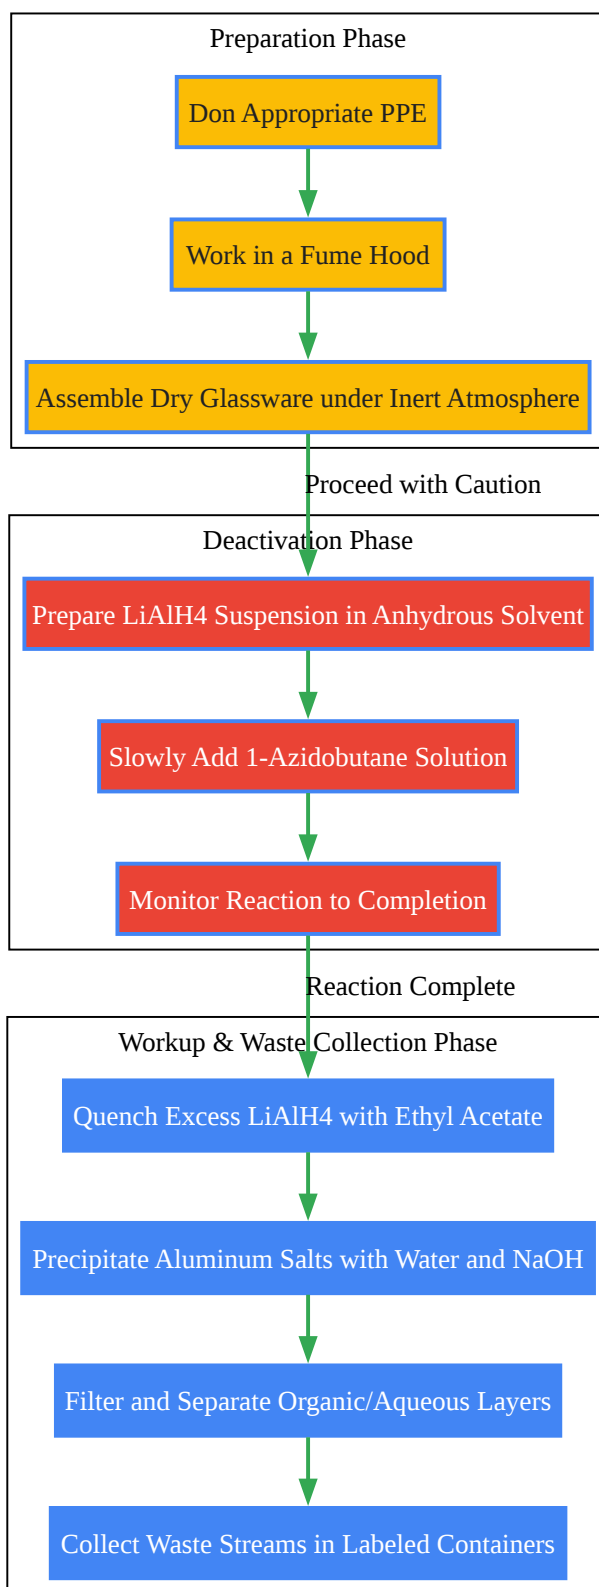 Preparation Phase
Don Appropriate PPE
Work in a Fume Hood
Assemble Dry Glassware under Inert Atmosphere
Proceed with Caution
Deactivation Phase
Prepare LiAlH4 Suspension in Anhydrous Solvent
Slowly Add 1-Azidobutane Solution
Monitor Reaction to Completion
Reaction Complete
Workup & Waste Collection Phase
Quench Excess LiAlH4 with Ethyl Acetate
Precipitate Aluminum Salts with Water and NaOH
Filter and Separate Organic/Aqueous Layers
Collect Waste Streams in Labeled Containers